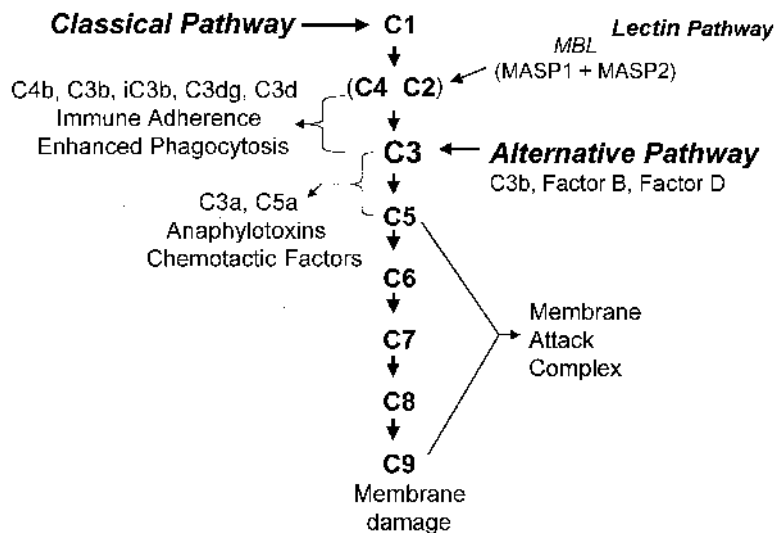 Classical Pathway C1 Lectin Pathway
MBL
(MASP1 + MASP2)
(C4 C2)
C4b, C3b, iC3b, C3dg, C3d
Immune Adherence
Enhanced Phagocytosis
C3 Alternative Pathway
C3b, Factor B, Factor D
C3a, C5a
Anaphylotoxins
Chemotactic Factors
C5
C6
C7
C8
C9
Membrane
damage
Membrane
Attack
Complex